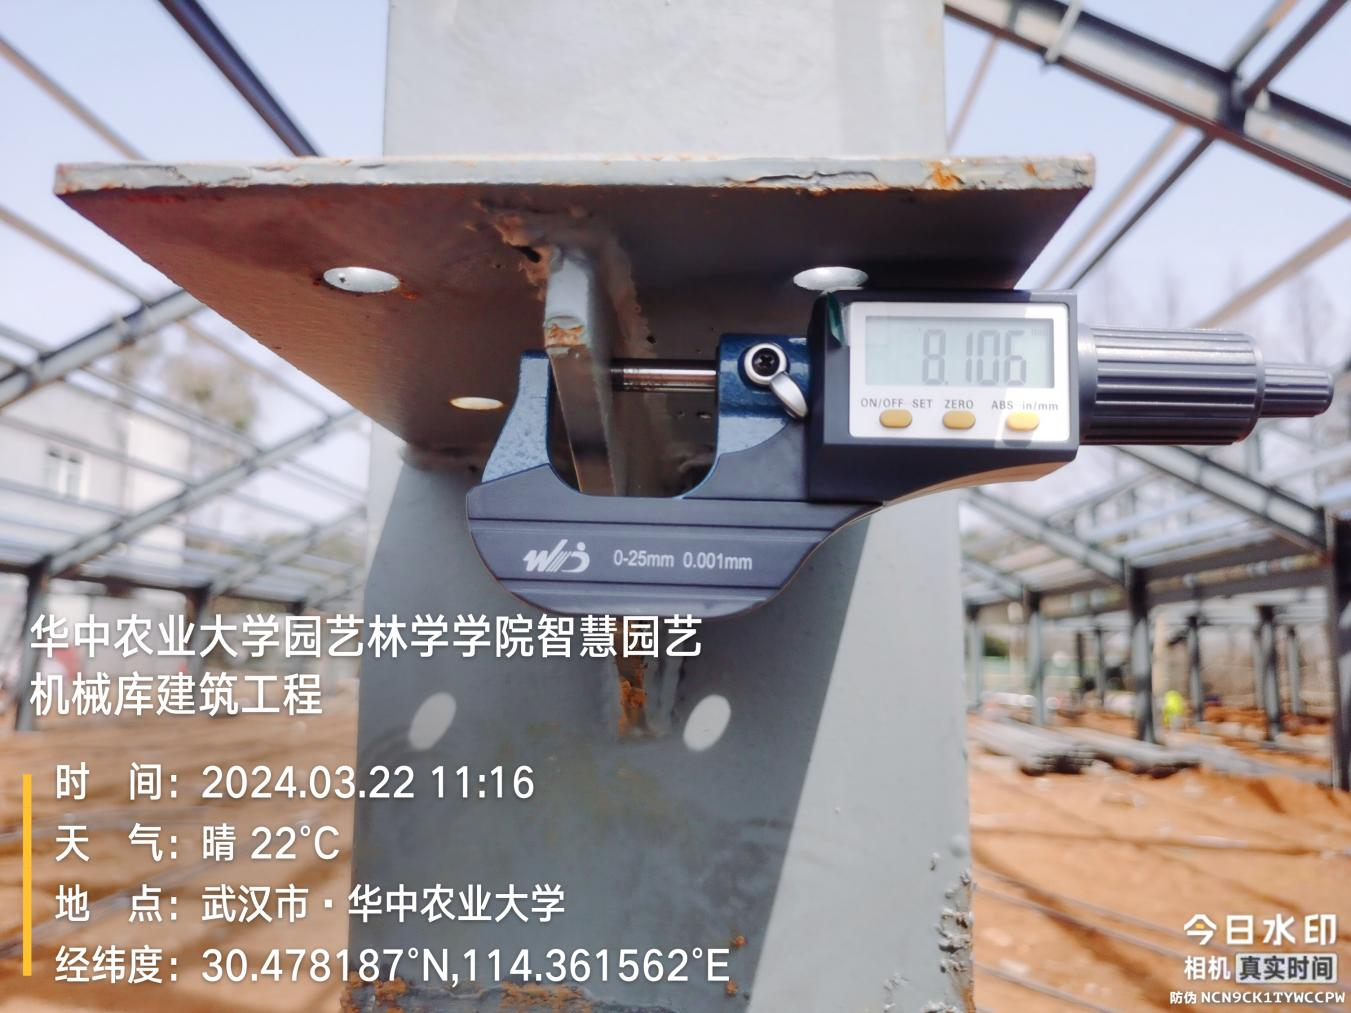 8.106
ON/OFF SET ZERO ABS in/mm
0-25mm 0.001mm
华中农业大学园艺林学学院智慧园艺
机械库建筑工程
时 间：2024.03.22 11:16
天 气：晴 22°C
地 点：武汉市·华中农业大学
经纬度：30.478187°N,114.361562°E
今日水印
相机 真实时间
防伪 NCN9CK1TYWCCPW